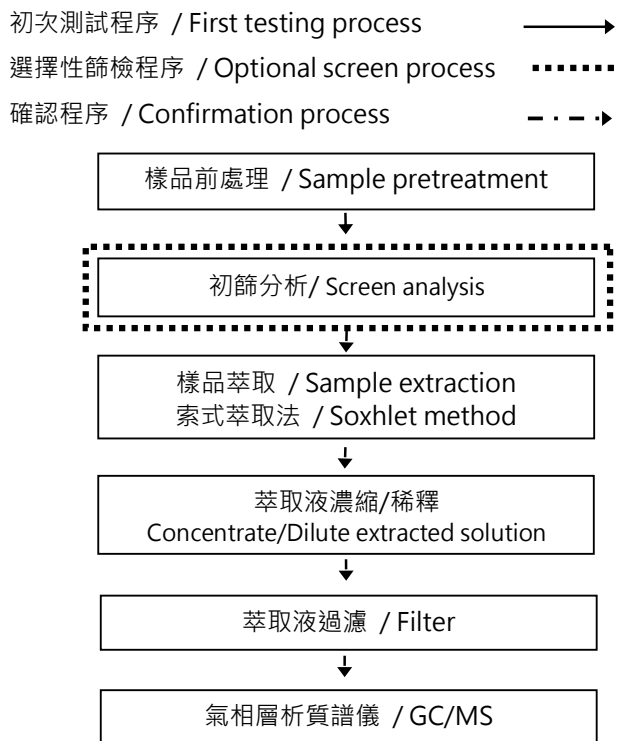 初次測試程序 / First testing process
選擇性篩檢程序 / Optional screen process
確認程序 / Confirmation process
樣品前處理 / Sample pretreatment
初篩分析/ Screen analysis
樣品萃取 / Sample extraction
索式萃取法 / Soxhlet method
萃取液濃縮/稀釋
Concentrate/Dilute extracted solution
萃取液過濾 / Filter
氣相層析質譜儀 / GC/MS